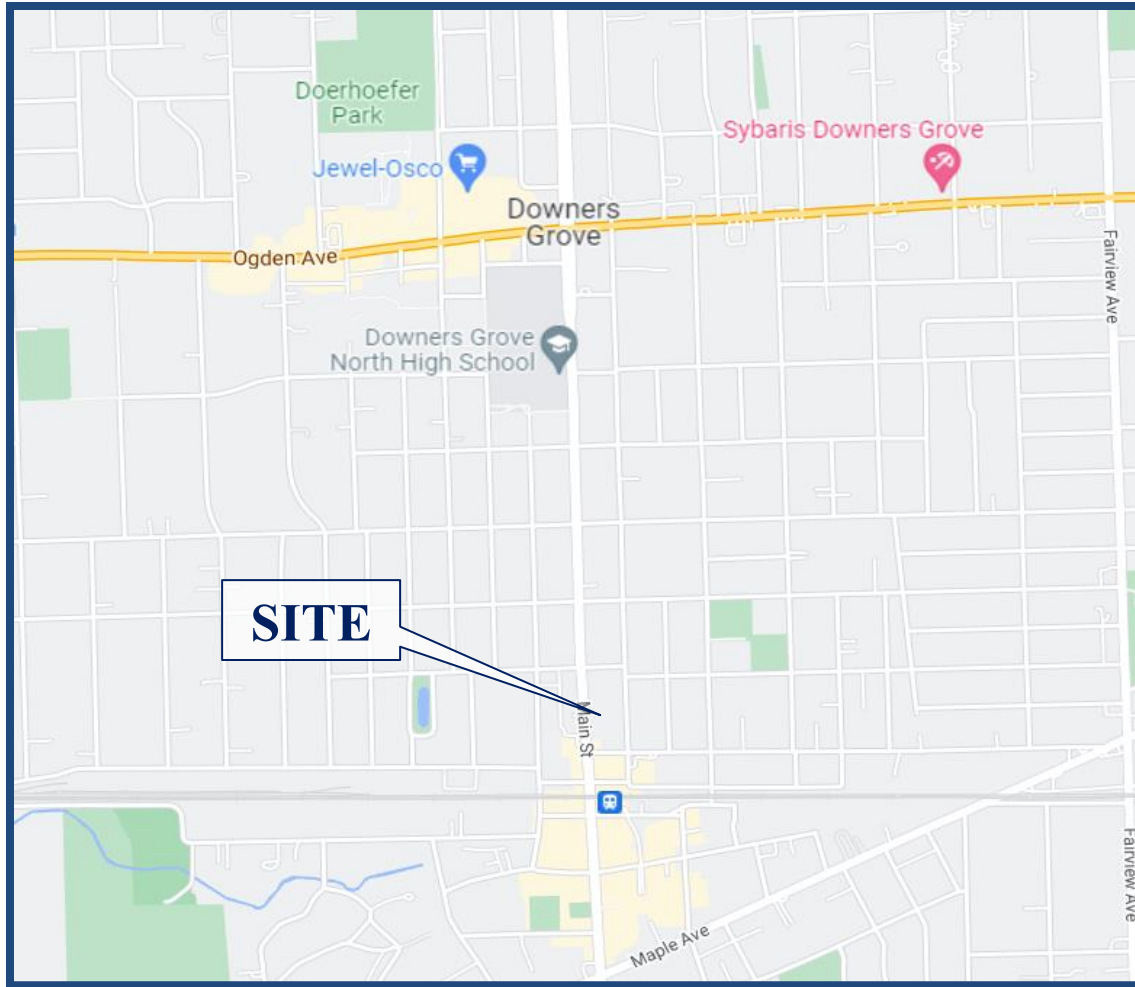 Doerhoefer
Park
Sybaris Downers Grove
Jewel-Osco
Downers
Grove
Ogden Ave
Fairview Ave
Downers Grove
North High School
SITE
Main St
Fairview Ave
Maple Ave